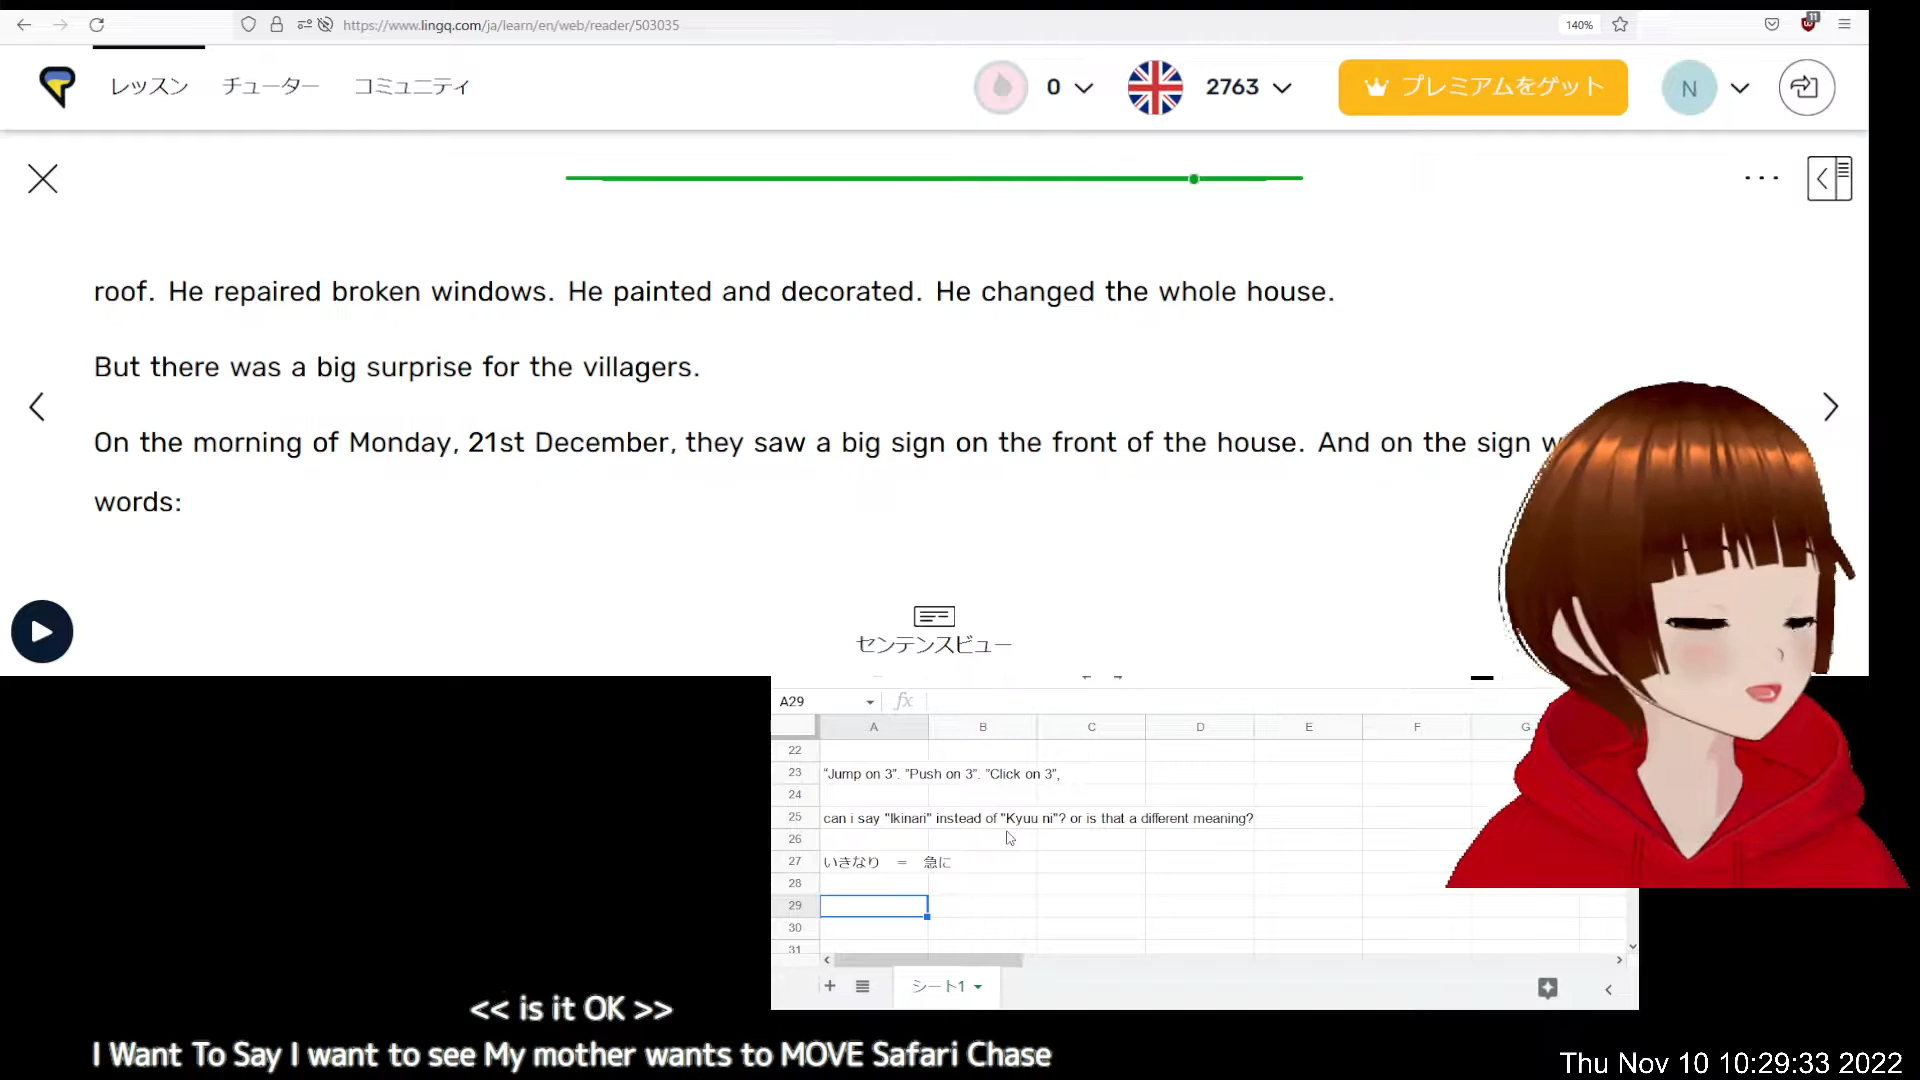 https://www.lingq.com/ja/learn/en/web/reader/503035
140%
11
レッスン チューター コミュニティ
0
2763
プレミアムをゲット
N
roof. He repaired broken windows. He painted and decorated. He changed the whole house.
But there was a big surprise for the villagers.
On the morning of Monday, 21st December, they saw a big sign on the front of the house. And on the sign
words:
センテンスビュー
A29 fx
A B C D E F G
22
23 "Jump on 3". "Push on 3". "Click on 3",
24
25 can i say "Ikinari" instead of "Kyuu ni"? or is that a different meaning?
26
27 いきなり = 急に
28
29
30
31
シート1
<< is it OK >>
I Want To Say I want to see My mother wants to MOVE Safari Chase
Thu Nov 10 10:29:33 2022